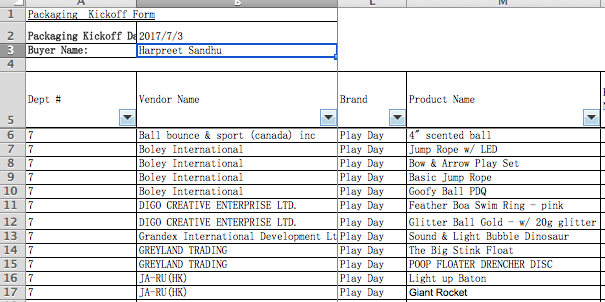 A B L M
1 Packaging Kickoff Form
2 Packaging Kickoff Da 2017/7/3
3 Buyer Name: Harpreet Sandhu
4
5 Dept # Vendor Name Brand Product Name
6 7 Ball bounce & sport (canada) inc Play Day 4" scented ball
7 7 Boley International Play Day Jump Rope w/ LED
8 7 Boley International Play Day Bow & Arrow Play Set
9 7 Boley International Play Day Basic Jump Rope
10 7 Boley International Play Day Goofy Ball PDQ
11 7 DIGO CREATIVE ENTERPRISE LTD. Play Day Feather Boa Swim Ring - pink
12 7 DIGO CREATIVE ENTERPRISE LTD. Play Day Glitter Ball Gold - w/ 20g glitter
13 7 Grandex International Development Lt Play Day Sound & Light Bubble Dinosaur
14 7 GREYLAND TRADING Play Day The Big Stink Float
15 7 GREYLAND TRADING Play Day POOP FLOATER DRENCHER DISC
16 7 JA-RU(HK) Play Day Light up Baton
17 7 JA-RU(HK) Play Day Giant Rocket